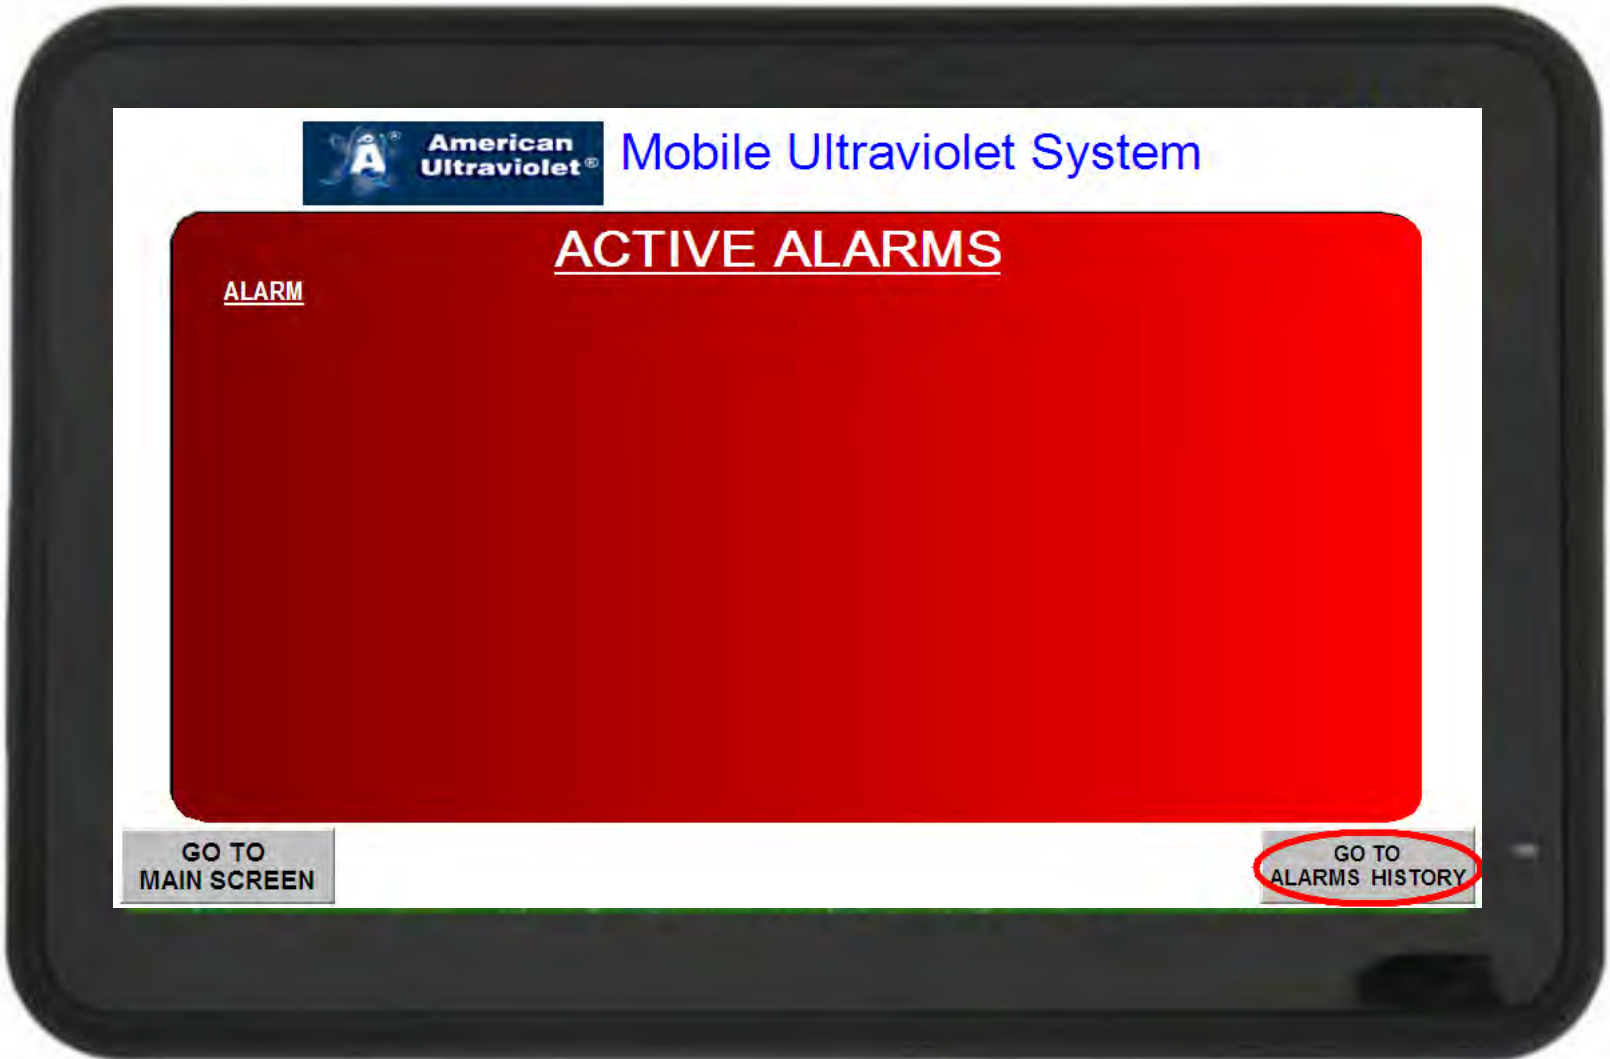 American
Ultraviolet®
Mobile Ultraviolet System
ACTIVE ALARMS
ALARM
GO TO
MAIN SCREEN
GO TO
ALARMS HISTORY